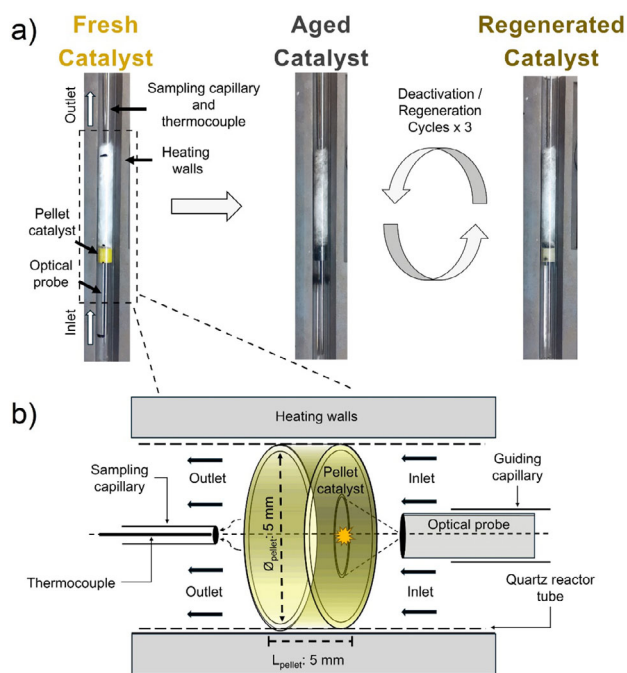 a)
Fresh
Catalyst
Aged
Catalyst
Regenerated
Catalyst
Outlet
Sampling capillary
and
thermocouple
Heating
walls
Pellet
catalyst
Optical
probe
Inlet
Deactivation /
Regeneration
Cycles x 3
b)
Heating walls
Sampling
capillary
Outlet
Pellet
catalyst
Inlet
Guiding
capillary
Optical probe
Ø pellet: 5 mm
Thermocouple
Outlet
Inlet
Quartz reactor
tube
L pellet: 5 mm